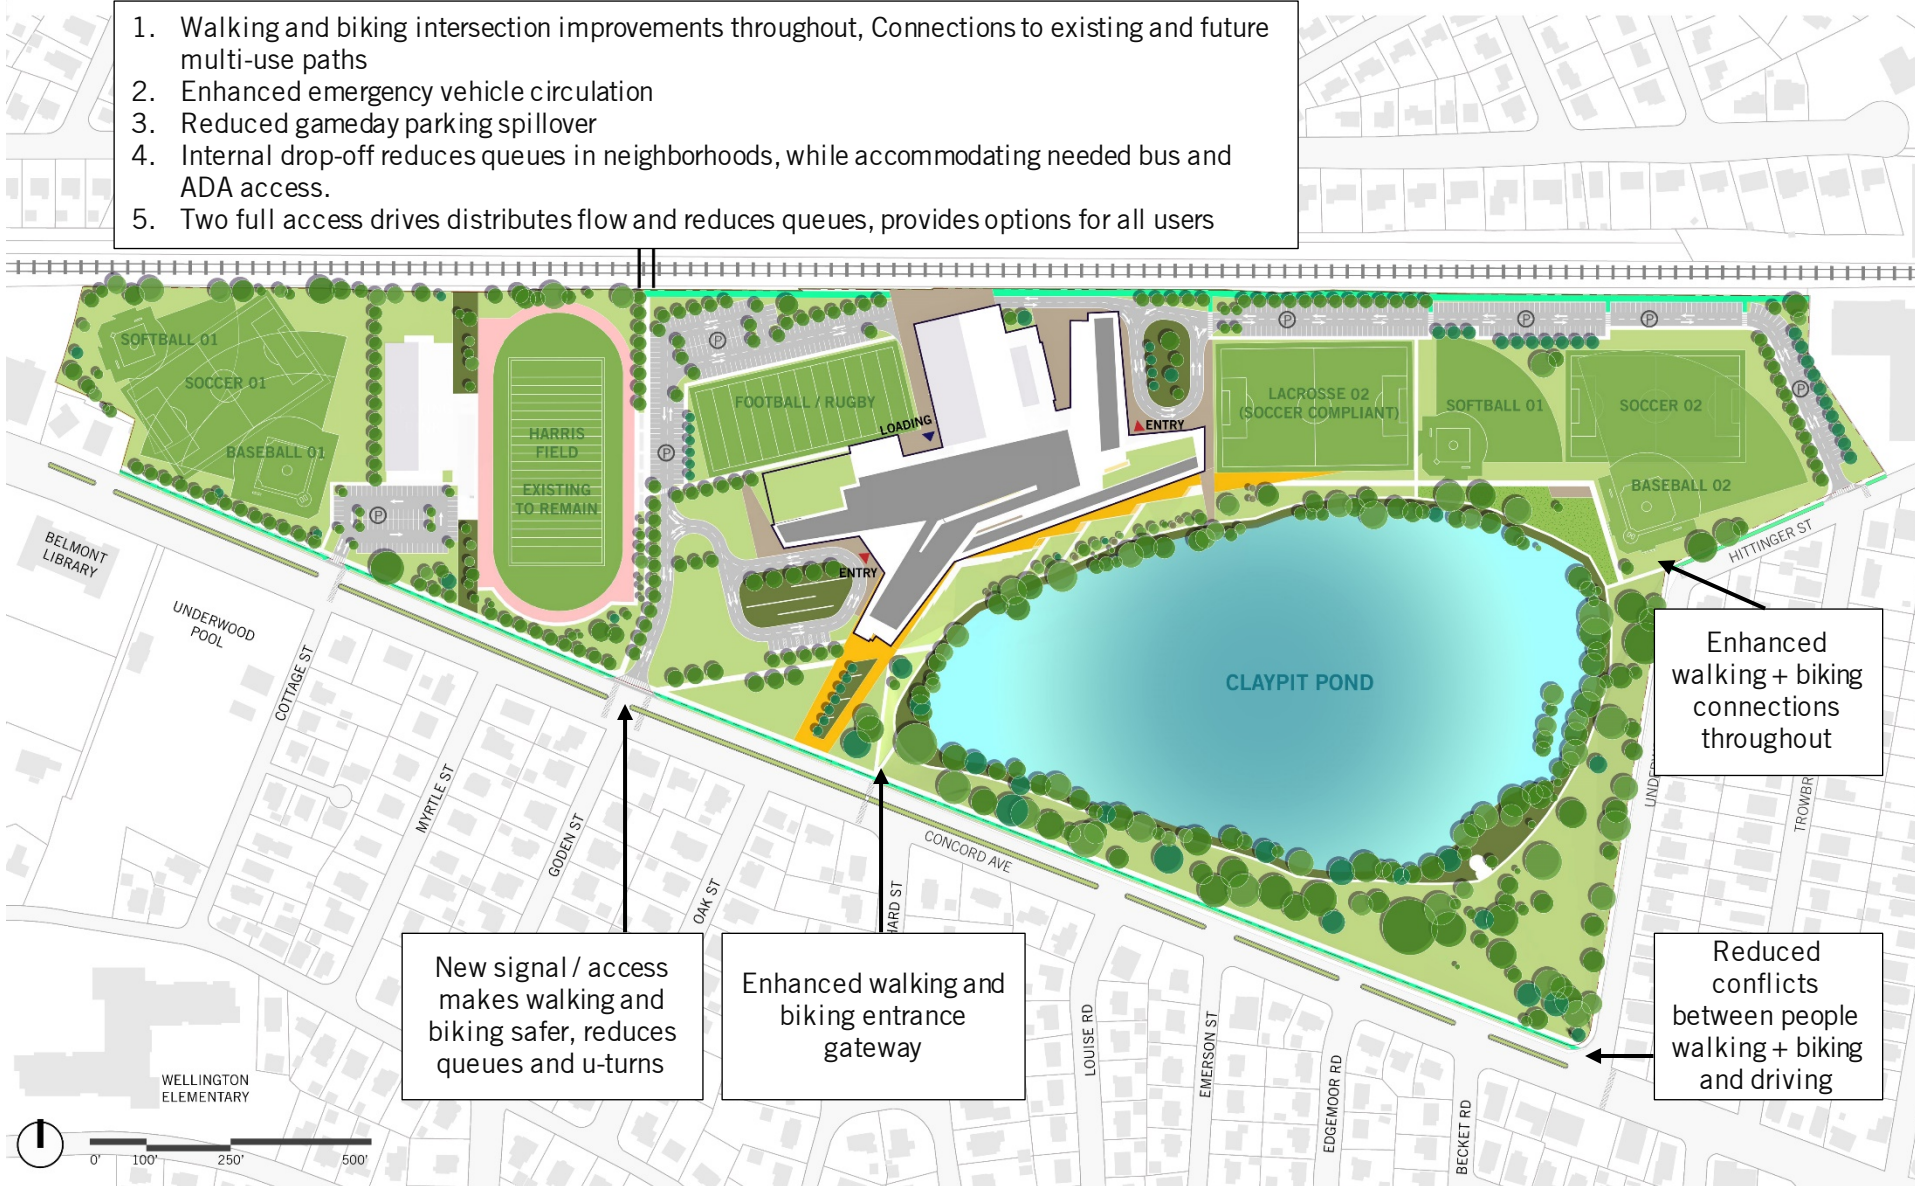 1. Walking and biking intersection improvements throughout, Connections to existing and future
multi-use paths
2. Enhanced emergency vehicle circulation
3. Reduced gameday parking spillover
4. Internal drop-off reduces queues in neighborhoods, while accommodating needed bus and
ADA access.
5. Two full access drives distributes flow and reduces queues, provides options for all users
SOFTBALL 01
SOCCER 01
BASEBALL 01
HARRIS
FIELD
EXISTING
TO REMAIN
P
P
P
FOOTBALL / RUGBY
LOADING
ENTRY
ENTRY
P
P
P
P
LACROSSE 02
(SOCCER COMPLIANT)
SOFTBALL 01
SOCCER 02
BASEBALL 02
HITTINGER ST
BELMONT
LIBRARY
UNDERWOOD
POOL
COTTAGE ST
MYRTLE ST
GODEN ST
OAK ST
CONCORD AVE
CLAYPIT POND
Enhanced
walking + biking
connections
throughout
New signal / access
makes walking and
biking safer, reduces
queues and u-turns
Enhanced walking and
biking entrance
gateway
Reduced
conflicts
between people
walking + biking
and driving
LOUISE RD
EMERSON ST
EDGEMOOR RD
BECKET RD
WELLINGTON
ELEMENTARY
0' 100' 250' 500'